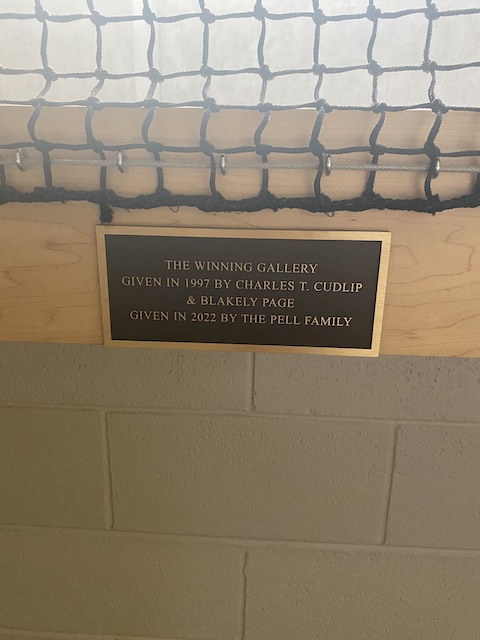 THE WINNING GALLERY
GIVEN IN 1997 BY CHARLES T. CUDLIP
& BLAKELY PAGE
GIVEN IN 2022 BY THE PELL FAMILY